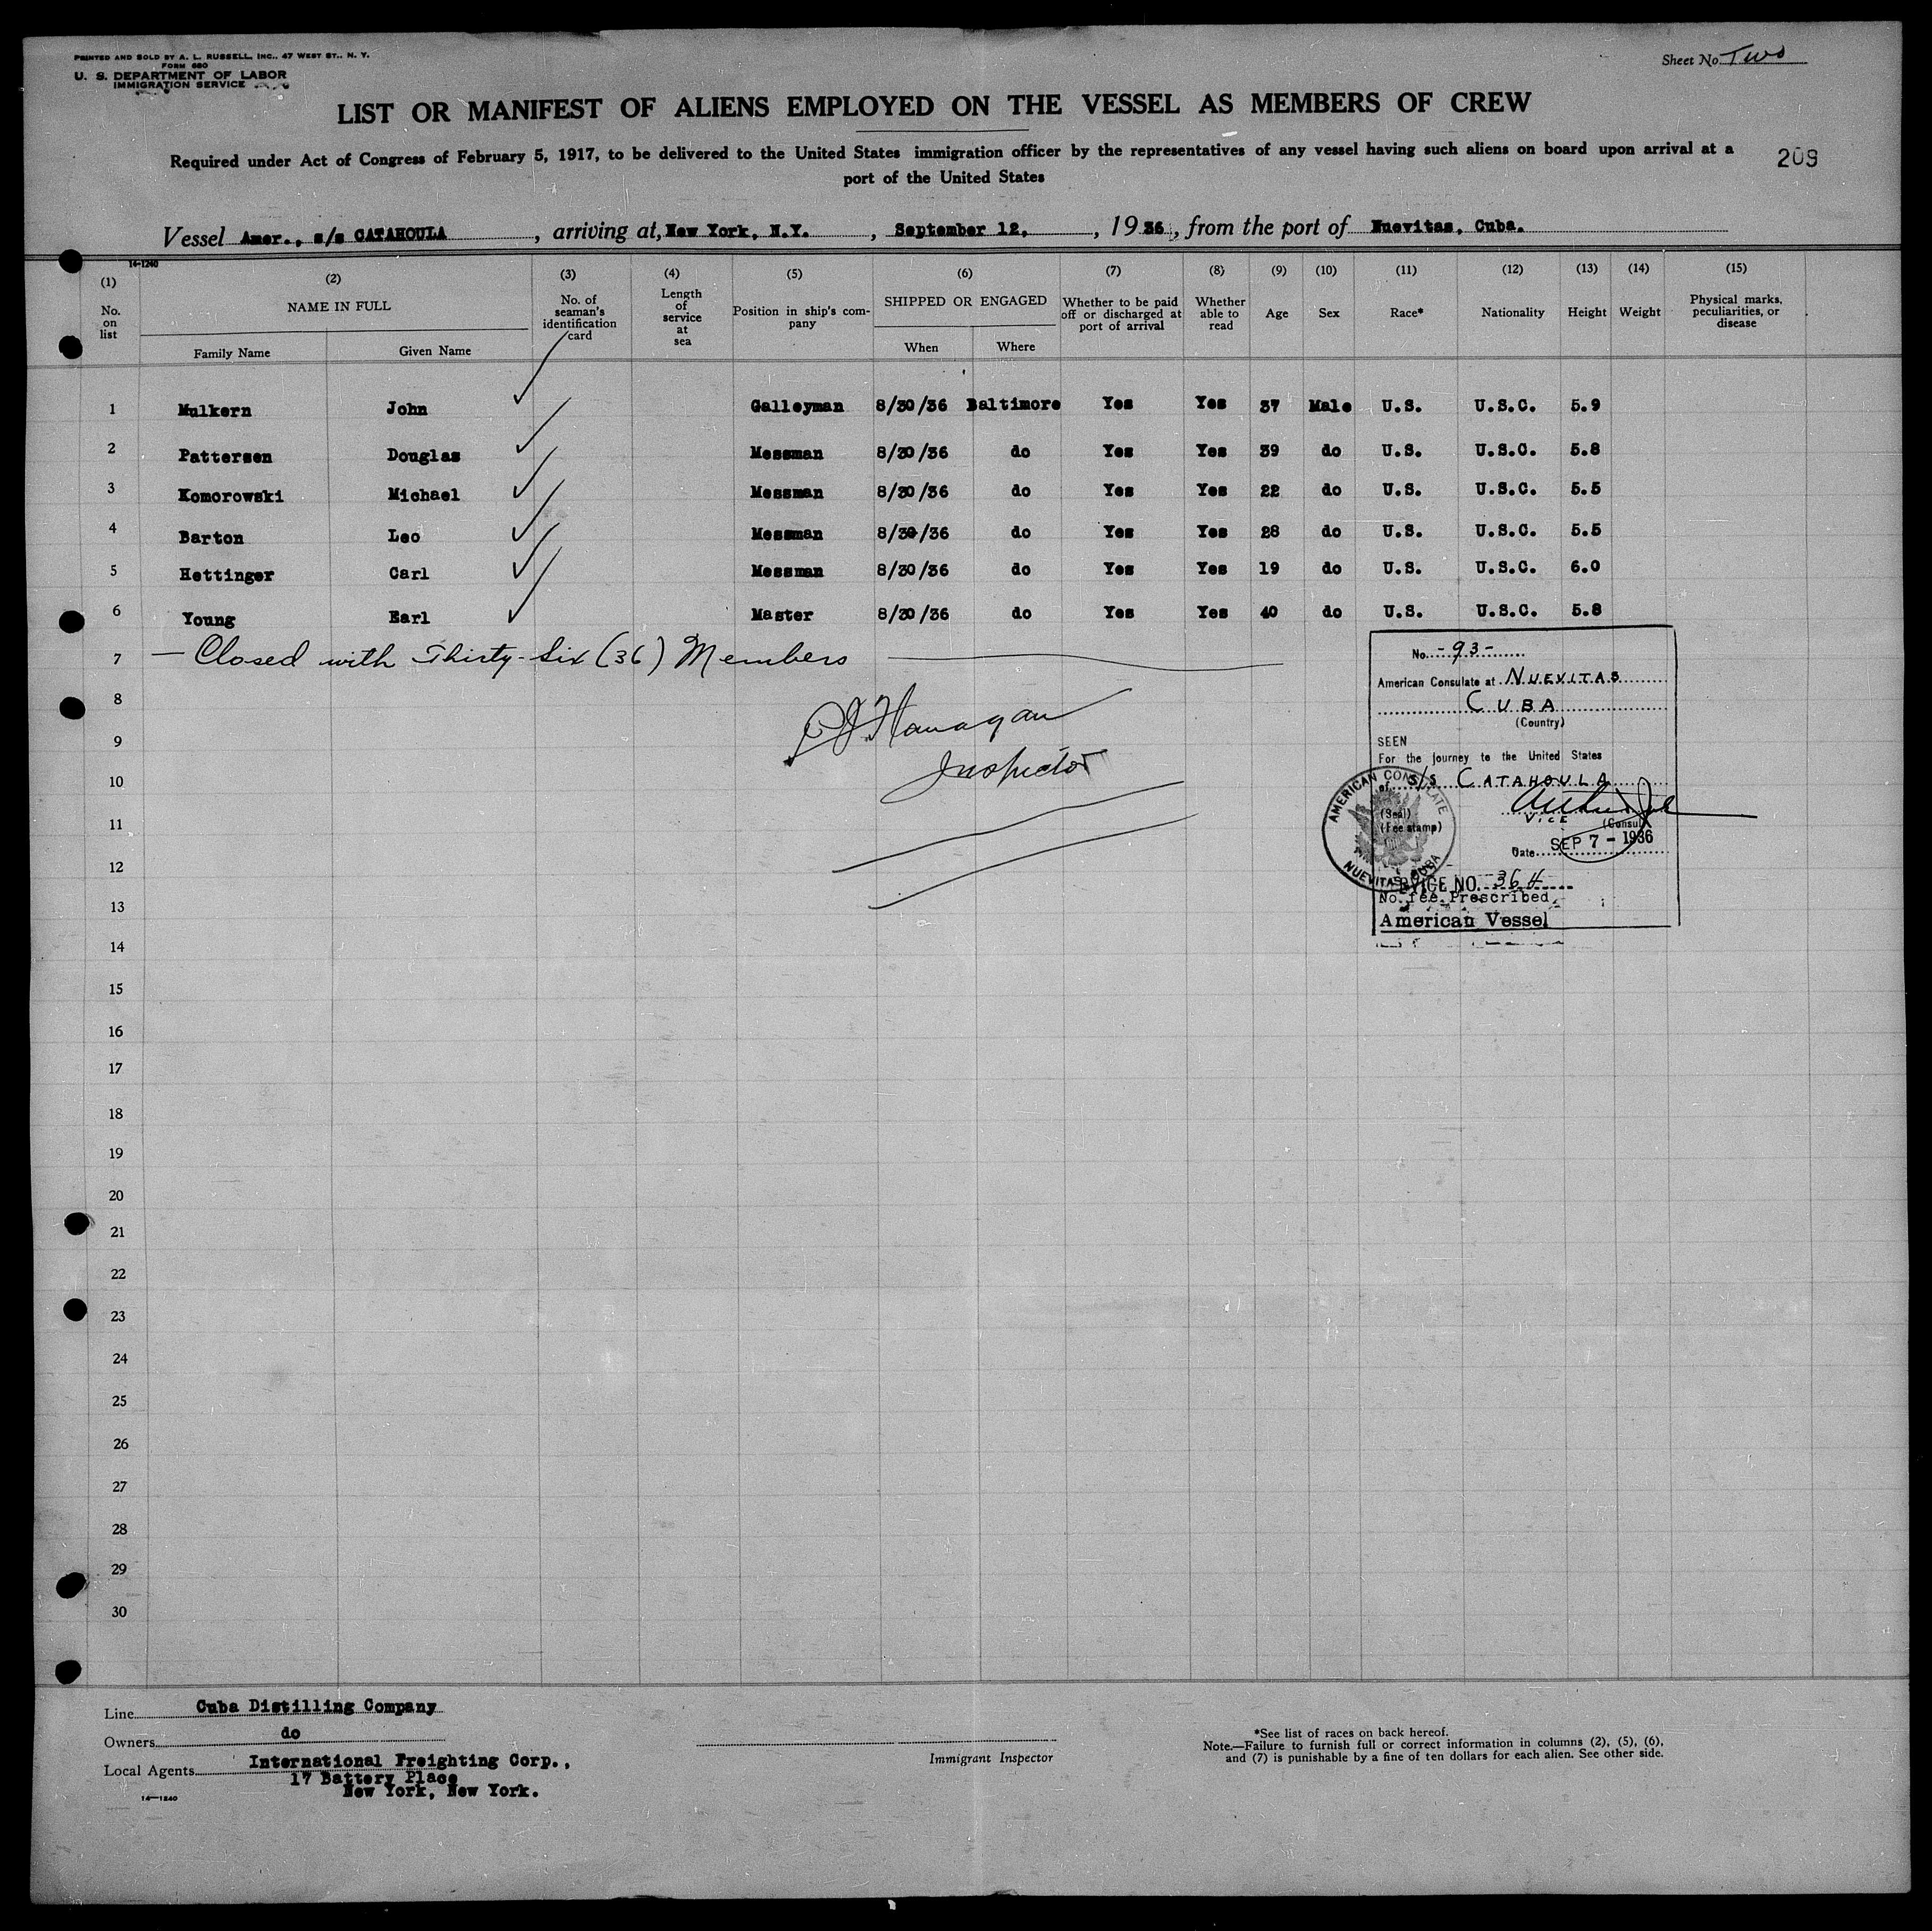 PRINTED AND SOLD BY A. L. RUSSELL, INC., 47 WEST ST., N. Y.
FORM 680
U. S. DEPARTMENT OF LABOR
IMMIGRATION SERVICE
Sheet No. Two
LIST OR MANIFEST OF ALIENS EMPLOYED ON THE VESSEL AS MEMBERS OF CREW
Required under Act of Congress of February 5, 1917, to be delivered to the United States immigration officer by the representatives of any vessel having such aliens on board upon arrival at a
port of the United States
209
Vessel Amer., s/s CATAHOULA, arriving at, New York, N.Y., September 12, 1936, from the port of Nuevitas, Cuba.
14-1240
(1) (2) (3) (4) (5) (6) (7) (8) (9) (10) (11) (12) (13) (14) (15)
No. on list NAME IN FULL No. of seaman's identification card Length of service at sea Position in ship's company SHIPPED OR ENGAGED Whether to be paid off or discharged at port of arrival Whether able to read Age Sex Race* Nationality Height Weight Physical marks, peculiarities, or disease
Family Name Given Name When Where
1 Mulkern John Galleyman 8/30/36 Baltimore Yes Yes 37 Male U.S. U.S.C. 5.9
2 Pattersen Douglas Messman 8/30/36 do Yes Yes 39 do U.S. U.S.C. 5.8
3 Komorowski Michael Messman 8/30/36 do Yes Yes 22 do U.S. U.S.C. 5.5
4 Barton Leo Messman 8/30/36 do Yes Yes 28 do U.S. U.S.C. 5.5
5 Hettinger Carl Messman 8/30/36 do Yes Yes 19 do U.S. U.S.C. 6.0
6 Young Earl Master 8/30/36 do Yes Yes 40 do U.S. U.S.C. 5.8
7 — Closed with Thirty-Six (36) Members
8
9
10
11
12
13
14
15
16
17
18
19
20
21
22
23
24
25
26
27
28
29
30
Flanagan
Inspector
No. -93-
American Consulate at NUEVITAS
CUBA
(Country)
SEEN
For the journey to the United States
of S/S CATAHOULA
(Seal)
(Fee stamp)
VICE (Consul)
Date SEP 7 - 1936
AMERICAN CONSULATE
NUEVITAS, CUBA
SERVICE NO. 364
No fee Prescribed
American Vessel
Line Cuba Distilling Company
Owners do
Local Agents International Freighting Corp.,
17 Battery Place
New York, New York.
14—1240
Immigrant Inspector
*See list of races on back hereof.
Note.—Failure to furnish full or correct information in columns (2), (5), (6),
and (7) is punishable by a fine of ten dollars for each alien. See other side.